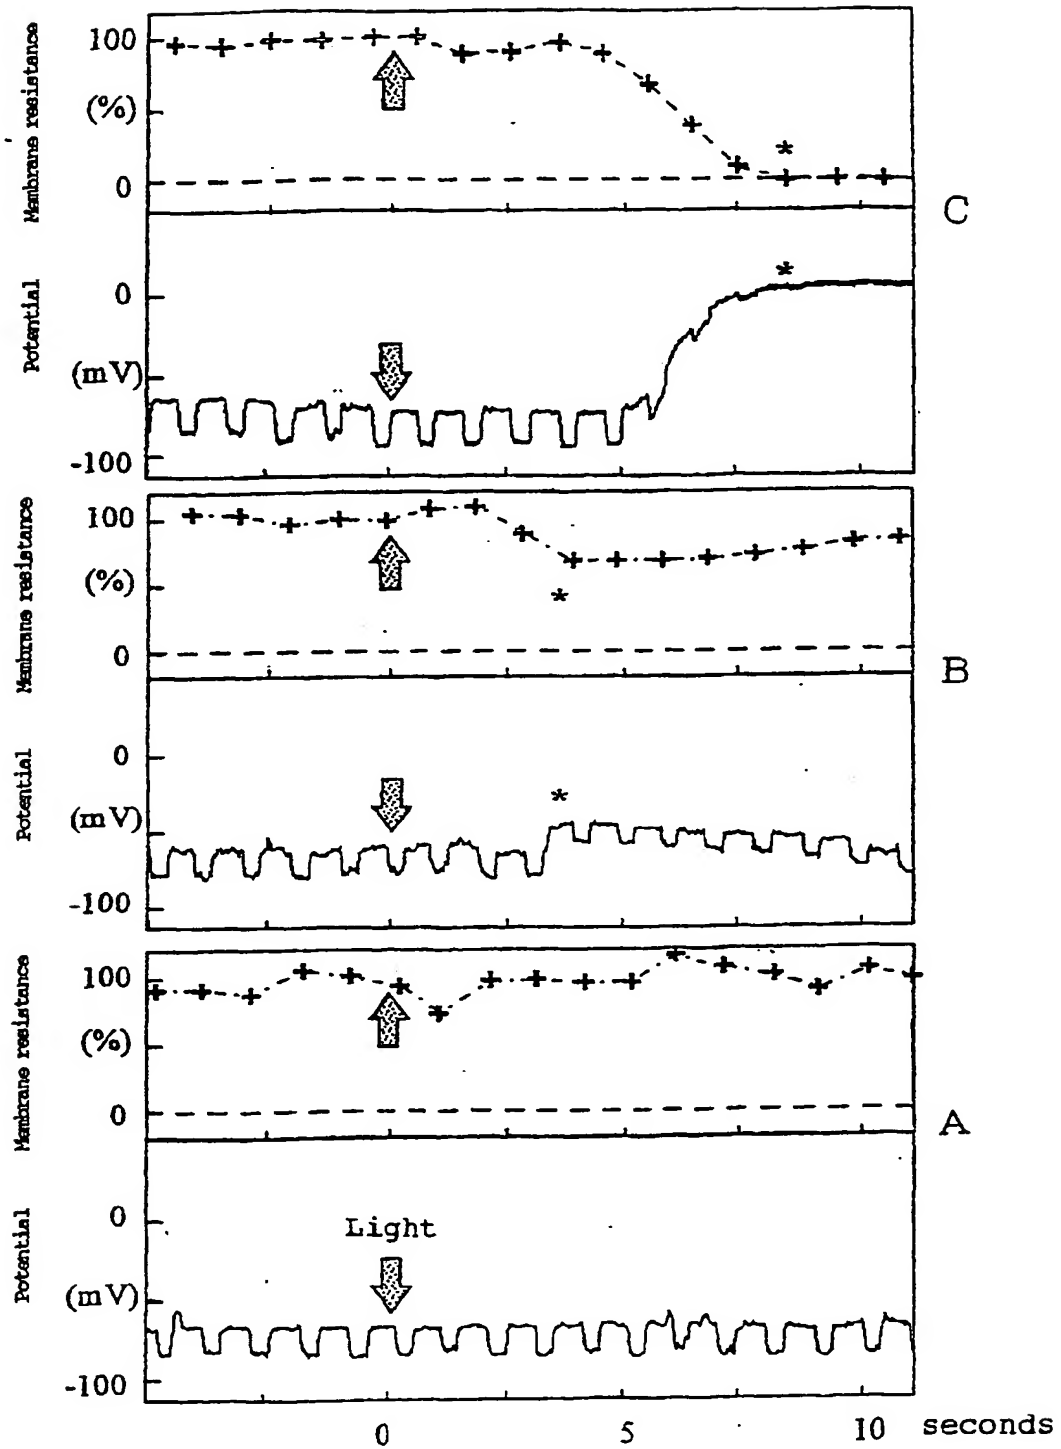 Membrane resistance
100
(%)
0
*
C
Potential
0
*
(mV)
-100
Membrane resistance
100
(%)
*
0
B
Potential
0
*
(mV)
-100
Membrane resistance
100
(%)
0
A
Potential
0
Light
(mV)
-100
0 5 10 seconds